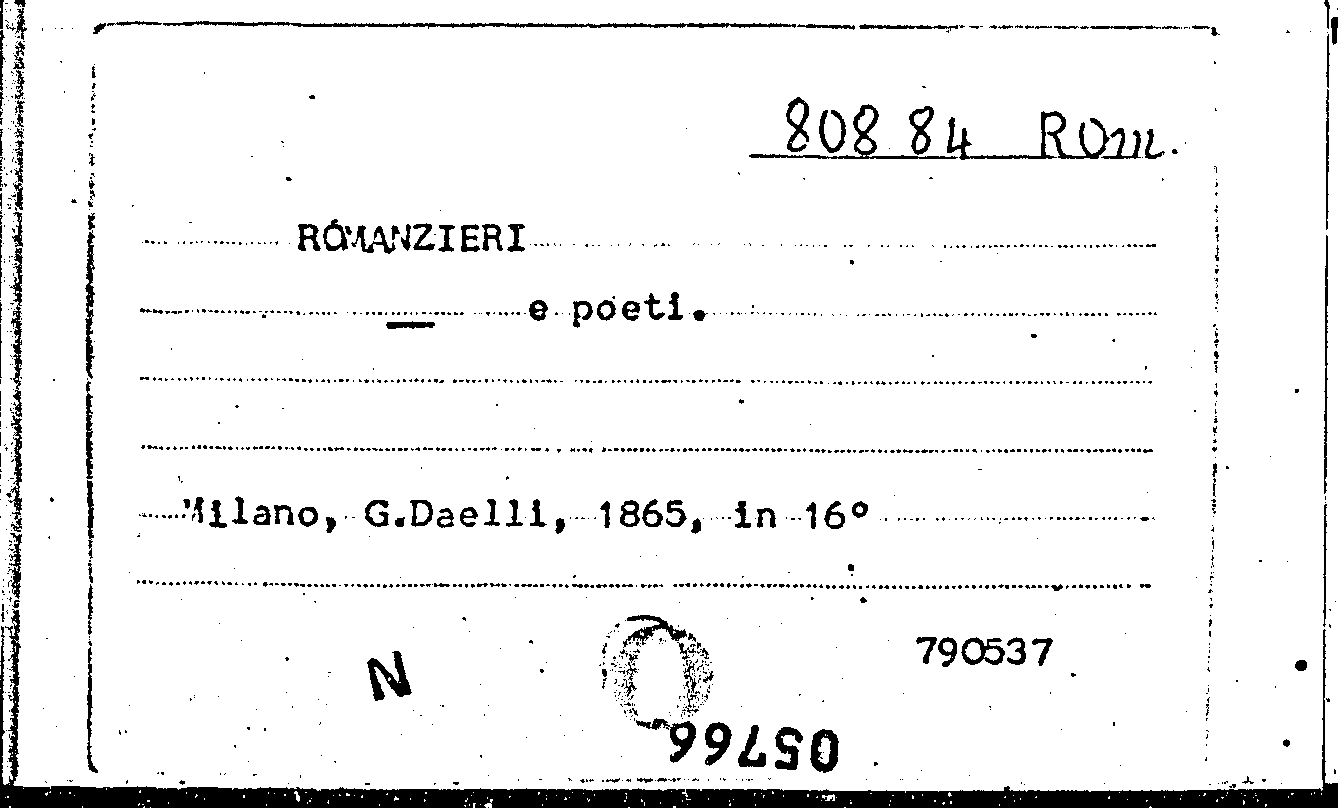 808 84 Rom.
ROMANZIERI
— e poeti.
Milano, G.Daelli, 1865, in 16°
790537
N
05766